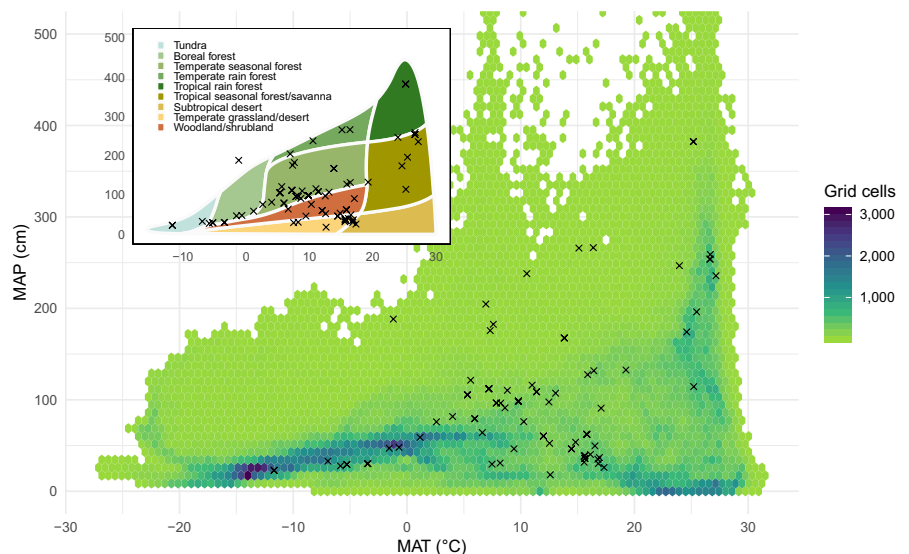 500
400
300
200
100
0
MAP (cm)
−30
−20
−10
0
10
20
30
MAT (°C)
500
400
300
200
100
0
−10
0
10
20
30
Tundra
Boreal forest
Temperate seasonal forest
Temperate rain forest
Tropical rain forest
Tropical seasonal forest/savanna
Subtropical desert
Temperate grassland/desert
Woodland/shrubland
Grid cells
3,000
2,000
1,000